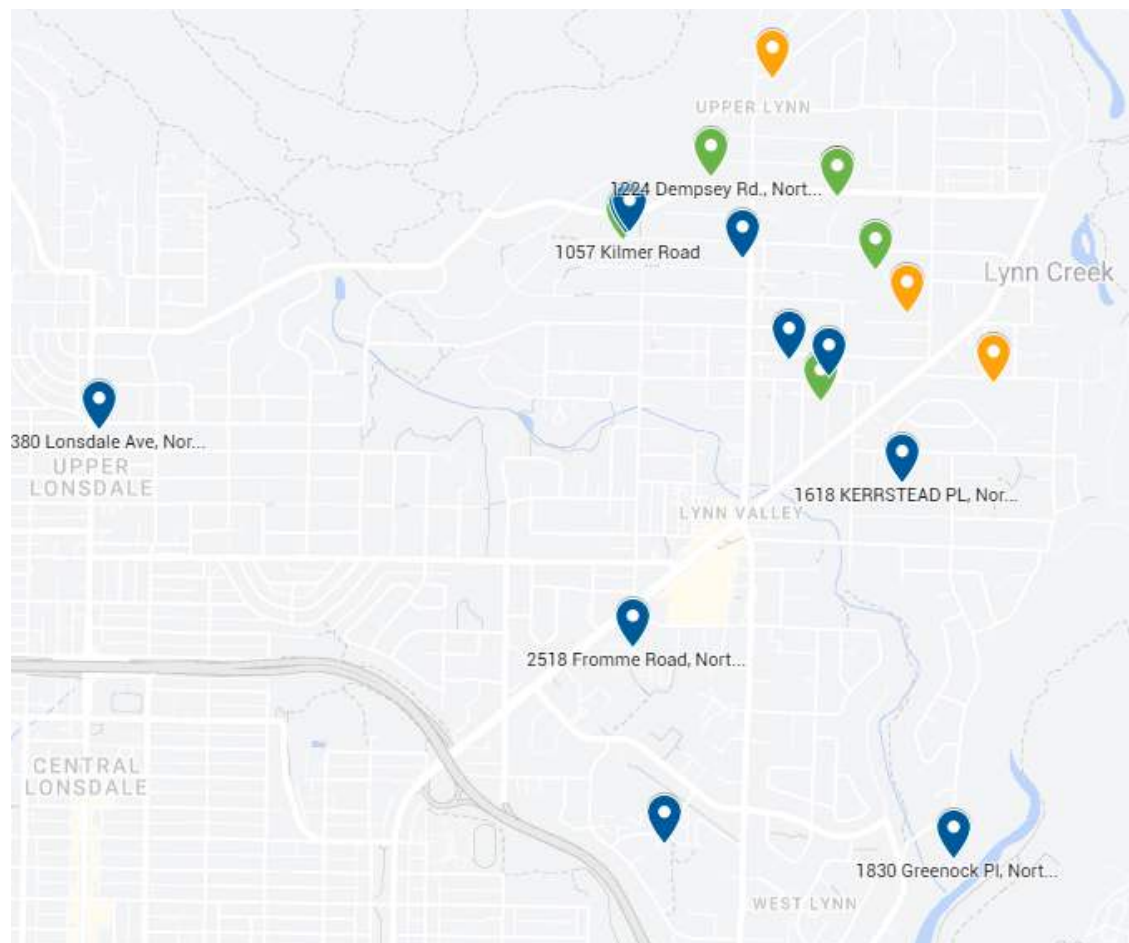 UPPER LYNN
1224 Dempsey Rd., Nort...
1057 Kilmer Road
Lynn Creek
380 Lonsdale Ave, Nor...
UPPER
LONSDALE
1618 KERRSTEAD PL, Nor...
LYNN VALLEY
2518 Fromme Road, Nort...
CENTRAL
LONSDALE
1830 Greenock Pl, Nort...
WEST LYNN